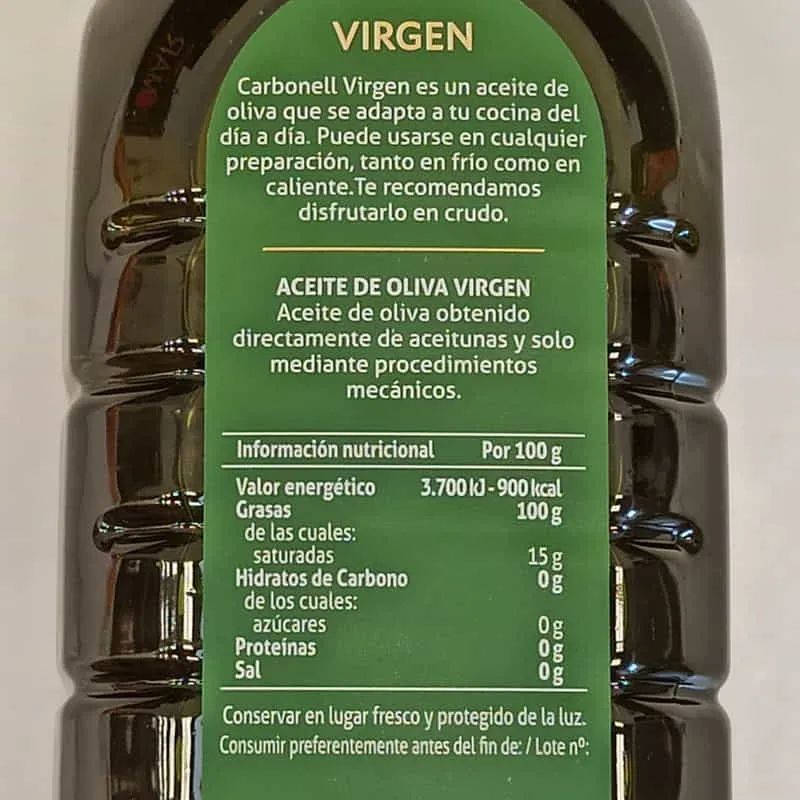 VIRGEN
Carbonell Virgen es un aceite de
oliva que se adapta a tu cocina del
día a día. Puede usarse en cualquier
preparación, tanto en frío como en
caliente.Te recomendamos
disfrutarlo en crudo.
ACEITE DE OLIVA VIRGEN
Aceite de oliva obtenido
directamente de aceitunas y solo
mediante procedimientos
mecánicos.
Información nutricional Por 100 g
Valor energético 3.700 kJ - 900 kcal
Grasas 100 g
de las cuales:
saturadas 15 g
Hidratos de Carbono 0 g
de los cuales:
azúcares 0 g
Proteínas 0 g
Sal 0 g
Conservar en lugar fresco y protegido de la luz.
Consumir preferentemente antes del fin de: / Lote nº: